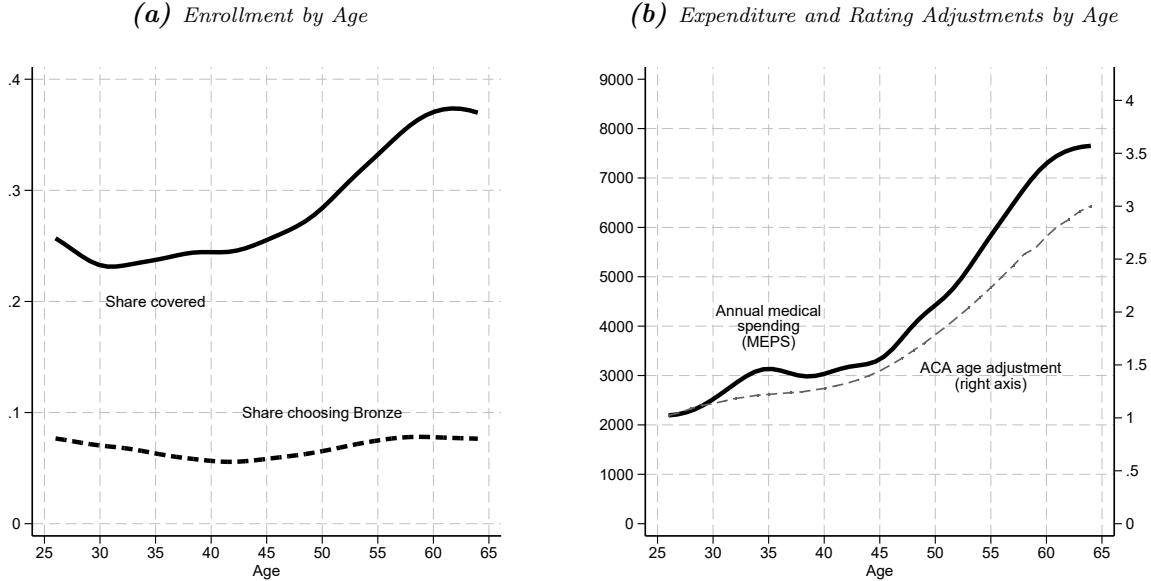 (a) Enrollment by Age
.4
.3
.2
.1
0
Share covered
Share choosing Bronze
25 30 35 40 45 50 55 60 65
Age
(b) Expenditure and Rating Adjustments by Age
9000
8000
7000
6000
5000
4000
3000
2000
1000
0
Annual medical
spending
(MEPS)
ACA age adjustment
(right axis)
4
3.5
3
2.5
2
1.5
1
.5
0
25 30 35 40 45 50 55 60 65
Age